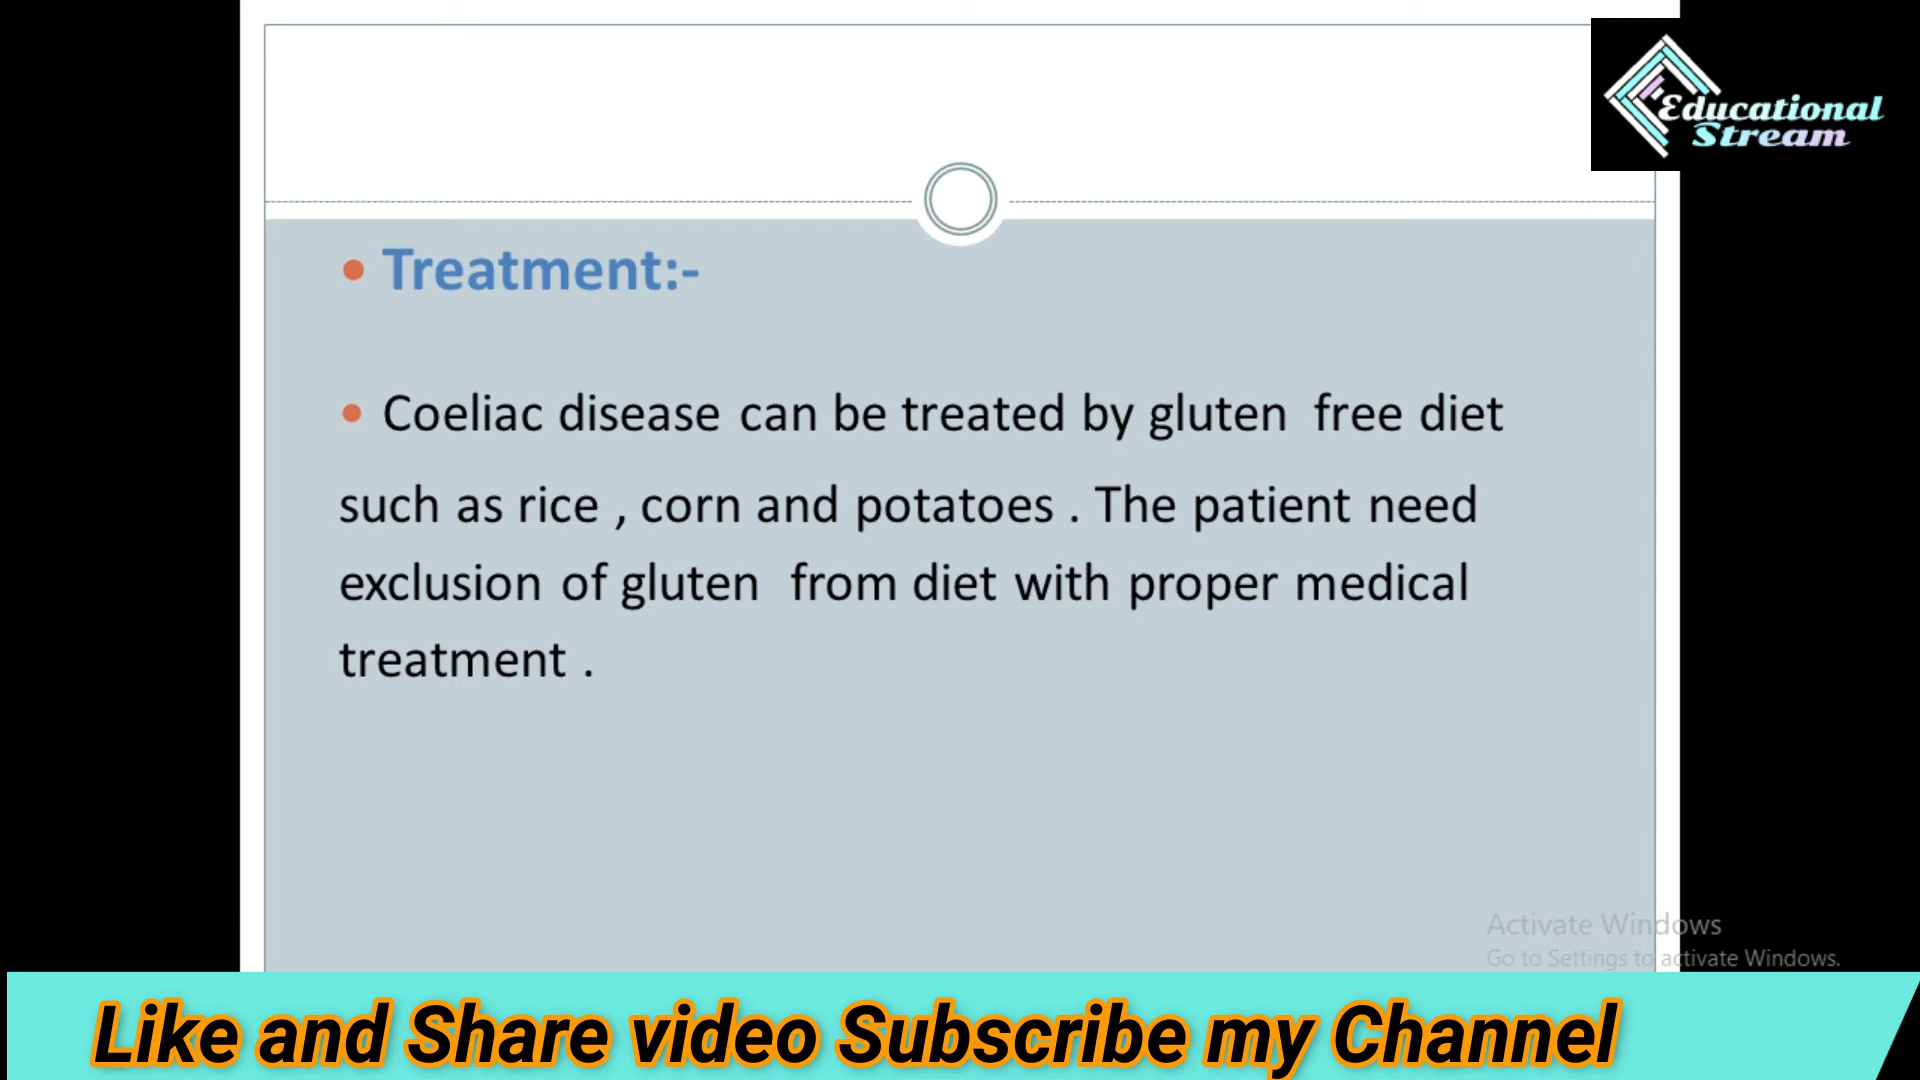 Educational
Stream
Treatment:-
Coeliac disease can be treated by gluten free diet
such as rice , corn and potatoes . The patient need
exclusion of gluten from diet with proper medical
treatment .
Activate Windows
Go to Settings to activate Windows.
Like and Share video Subscribe my Channel